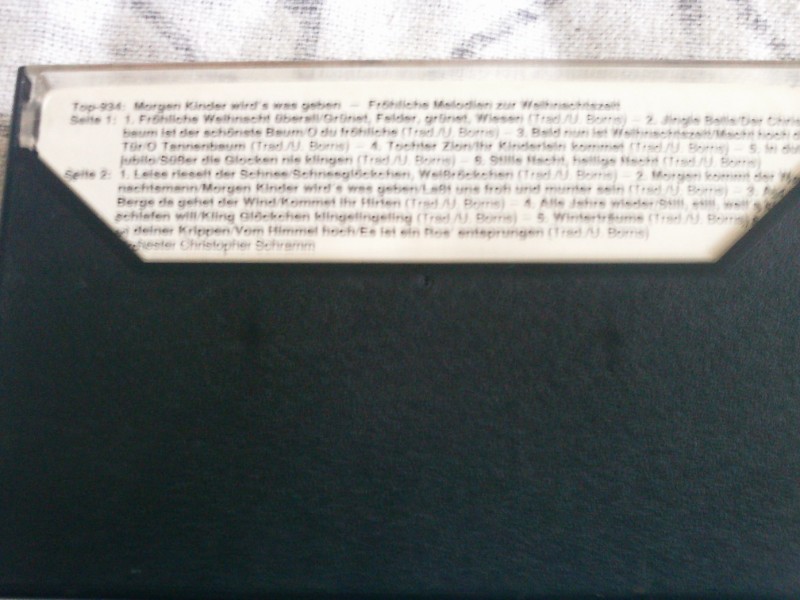 Top-934: Morgen Kinder wird's was geben — Fröhliche Melodien zur Weihnachtszeit
Seite 1: 1. Fröhliche Weihnacht überall/Grünet, Felder, grünet, Wiesen (Trad./U. Borns) — 2. Jingle Bells/Der Chris
baum ist der schönste Baum/O du fröhliche (Trad./U. Borns) — 3. Bald nun ist Weihnachtszeit/Macht hoch d
Tür/O Tannenbaum (Trad./U. Borns) — 4. Tochter Zion/Ihr Kinderlein kommet (Trad./U. Borns) — 5. In dul
jubilo/Süßer die Glocken nie klingen (Trad./U. Borns) — 6. Stille Nacht, heilige Nacht (Trad./U. Borns)
Seite 2: 1. Leise rieselt der Schnee/Schneeglöckchen, Weißröckchen (Trad./U. Borns) — 2. Morgen kommt der W
nachtsmann/Morgen Kinder wird's was geben/Laßt uns froh und munter sein (Trad./U. Borns) — 3.
Berge da gehet der Wind/Kommet ihr Hirten (Trad./U. Borns) — 4. Alle Jahre wieder/Still, still, weil's
schlafen will/Kling Glöckchen klingelingeling (Trad./U. Borns) — 5. Winterträume (Trad./U. Borns)
deiner Krippen/Vom Himmel hoch/Es ist ein Ros' entsprungen (Trad./U. Borns)
Christopher Schramm